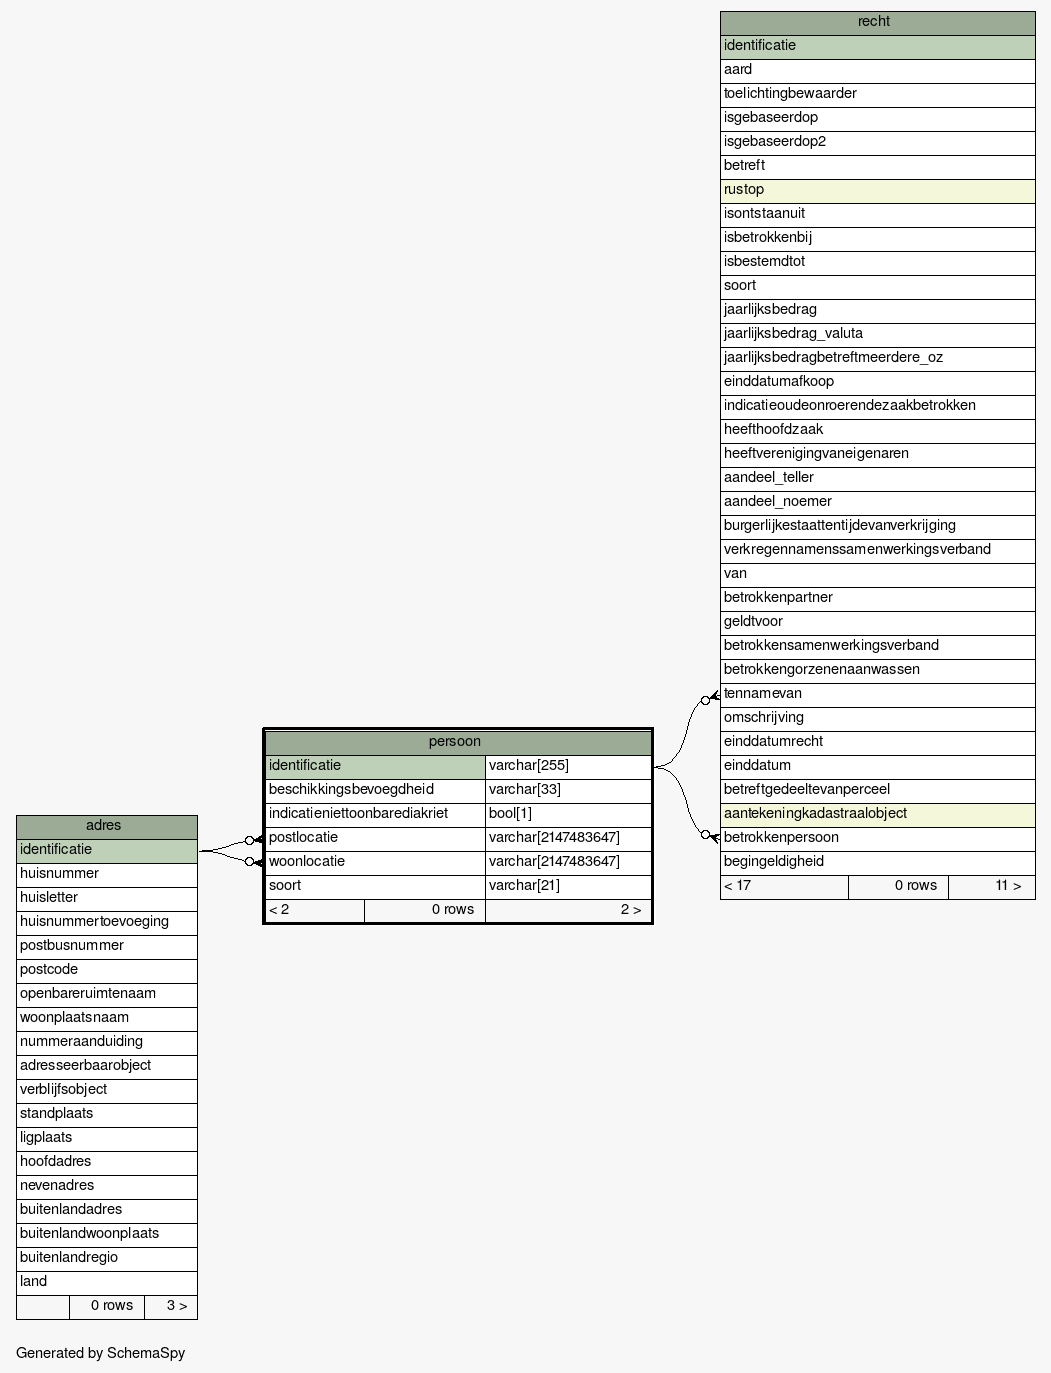 recht
identificatie
aard
toelichtingbewaarder
isgebaseerdop
isgebaseerdop2
betreft
rustop
isontstaanuit
isbetrokkenbij
isbestemdtot
soort
jaarlijksbedrag
jaarlijksbedrag_valuta
jaarlijksbedragbetreftmeerdere_oz
einddatumafkoop
indicatieoudeonroerendezaakbetrokken
heefthoofdzaak
heeftverenigingvaneigenaren
aandeel_teller
aandeel_noemer
burgerlijkestaattentijdevanverkrijging
verkregennamenssamenwerkingsverband
van
betrokkenpartner
geldtvoor
betrokkensamenwerkingsverband
betrokkengorzenenaanwassen
tennamevan
omschrijving
einddatumrecht
einddatum
betreftgedeeltevanperceel
aantekeningkadastraalobject
betrokkenpersoon
begingeldigheid
< 17 0 rows 11 >
persoon
identificatie varchar[255]
beschikkingsbevoegdheid varchar[33]
indicatieniettoonbarediakriet bool[1]
postlocatie varchar[2147483647]
woonlocatie varchar[2147483647]
soort varchar[21]
< 2 0 rows 2 >
adres
identificatie
huisnummer
huisletter
huisnummertoevoeging
postbusnummer
postcode
openbareruimtenaam
woonplaatsnaam
nummeraanduiding
adresseerbaarobject
verblijfsobject
standplaats
ligplaats
hoofdadres
nevenadres
buitenlandadres
buitenlandwoonplaats
buitenlandregio
land
0 rows 3 >
Generated by SchemaSpy